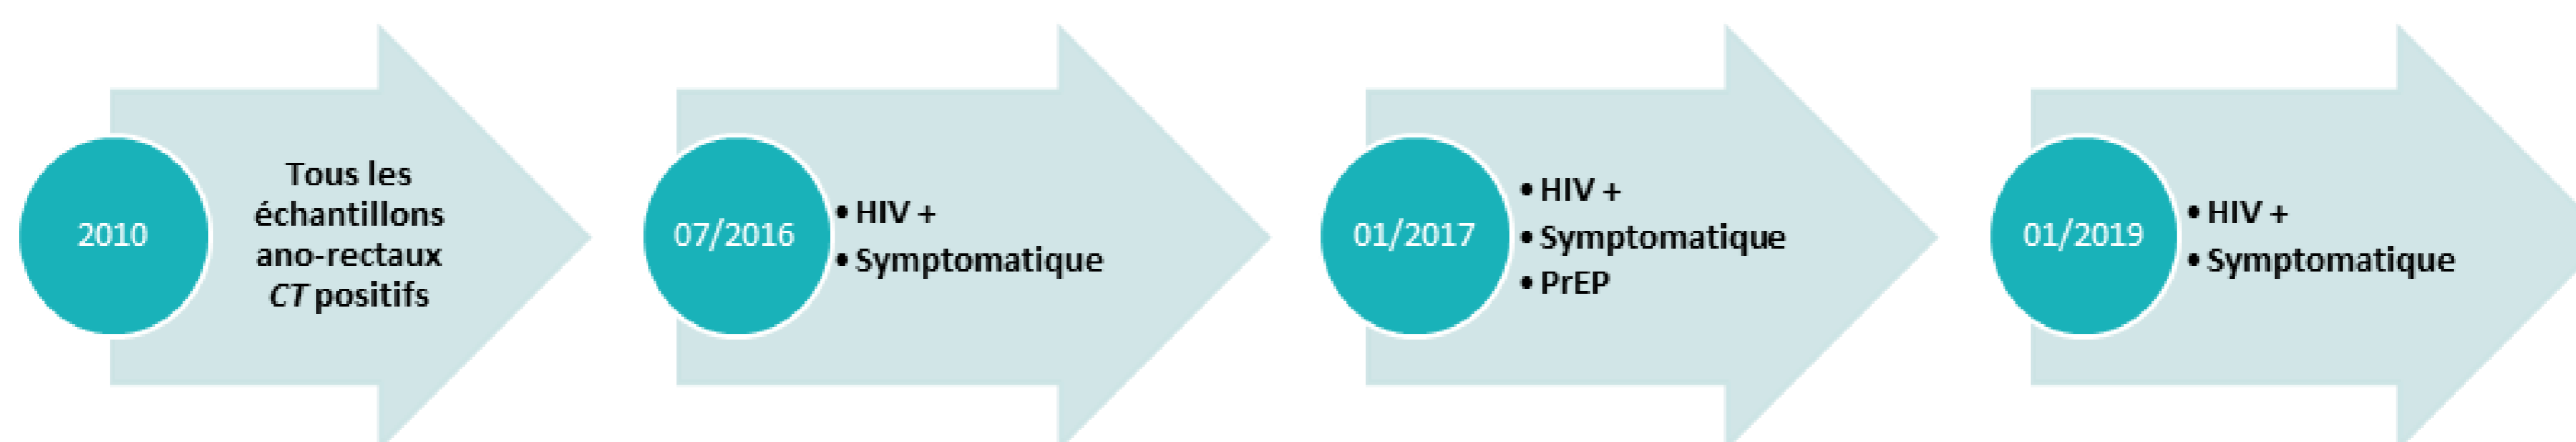 2010
Tous les
échantillons
ano-rectaux
CT positifs
07/2016
• HIV +
• Symptomatique
01/2017
• HIV +
• Symptomatique
• PrEP
01/2019
• HIV +
• Symptomatique